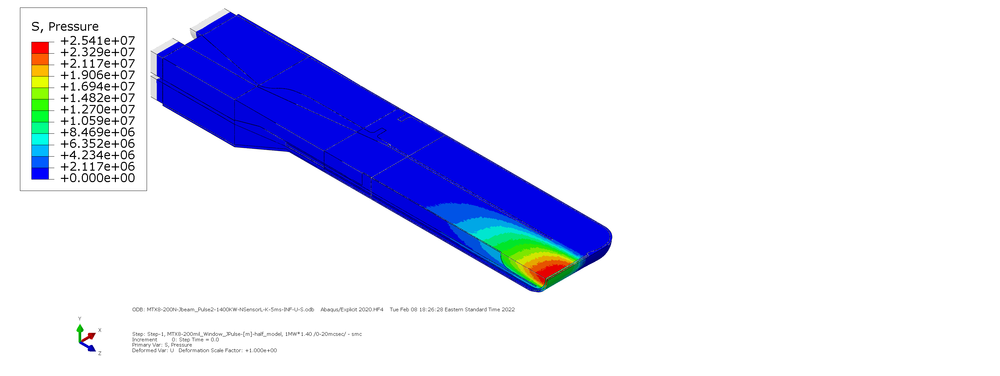 S, Pressure
+2.541e+07
+2.329e+07
+2.117e+07
+1.906e+07
+1.694e+07
+1.482e+07
+1.270e+07
+1.059e+07
+8.469e+06
+6.352e+06
+4.234e+06
+2.117e+06
+0.000e+00
ODB: MTX8-200N-Jbeam_Pulse2-1400KW-NSensorL-K-5ms-INF-U-S.odb    Abaqus/Explicit 2020.HF4    Tue Feb 08 18:26:28 Eastern Standard Time 2022
Y
X
Z
Step: Step-1, MTX8-200mil_Window_JPulse-[m]-half_model, 1MW*1.40 /0-20mcsec/ - smc
Increment     0: Step Time = 0.0
Primary Var: S, Pressure
Deformed Var: U   Deformation Scale Factor: +1.000e+00